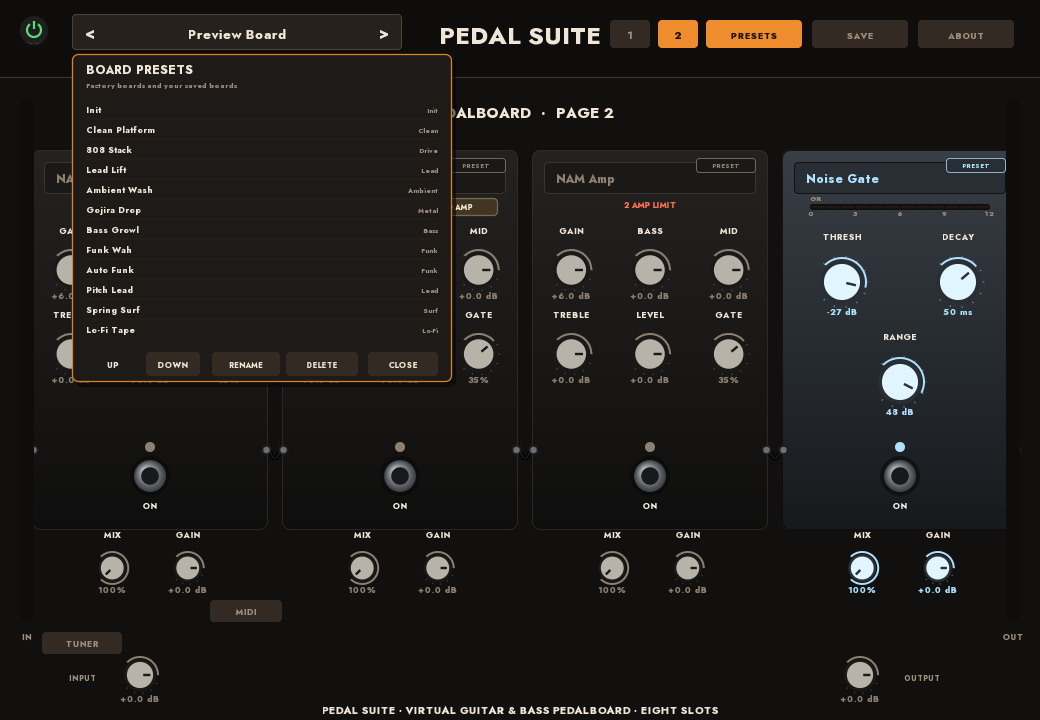 < Preview Board >
PEDAL SUITE
1
2
PRESETS
SAVE
ABOUT
BOARD PRESETS
Factory boards and your saved boards
Init Init
Clean Platform Clean
808 Stack Drive
Lead Lift Lead
Ambient Wash Ambient
Gojira Drop Metal
Bass Growl Bass
Funk Wah Funk
Auto Funk Funk
Pitch Lead Lead
Spring Surf Surf
Lo-Fi Tape Lo-Fi
UP DOWN RENAME DELETE CLOSE
DALBOARD · PAGE 2
PRESET
AMP
MID
+0.0 dB
GATE
35%
PRESET
NAM Amp
2 AMP LIMIT
GAIN BASS MID
+6.0 dB +0.0 dB +0.0 dB
TREBLE LEVEL GATE
+0.0 dB +0.0 dB 35%
PRESET
Noise Gate
GR
0 3 6 9 12
THRESH DECAY
-27 dB 50 ms
RANGE
48 dB
ON ON ON ON
MIX GAIN MIX GAIN MIX GAIN MIX GAIN
100% +0.0 dB 100% +0.0 dB 100% +0.0 dB 100% +0.0 dB
MIDI
IN OUT
TUNER
INPUT OUTPUT
+0.0 dB +0.0 dB
PEDAL SUITE · VIRTUAL GUITAR & BASS PEDALBOARD · EIGHT SLOTS